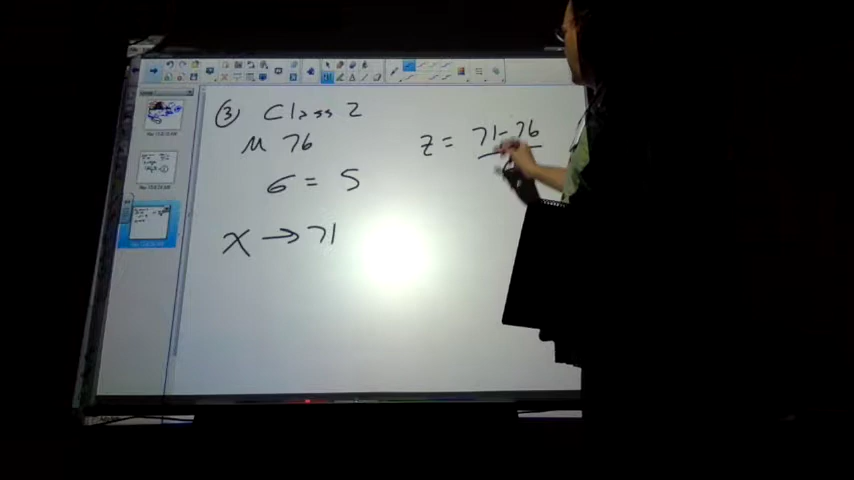 ③ Class 2
μ 76
σ = 5
x → 71
z = 71-76